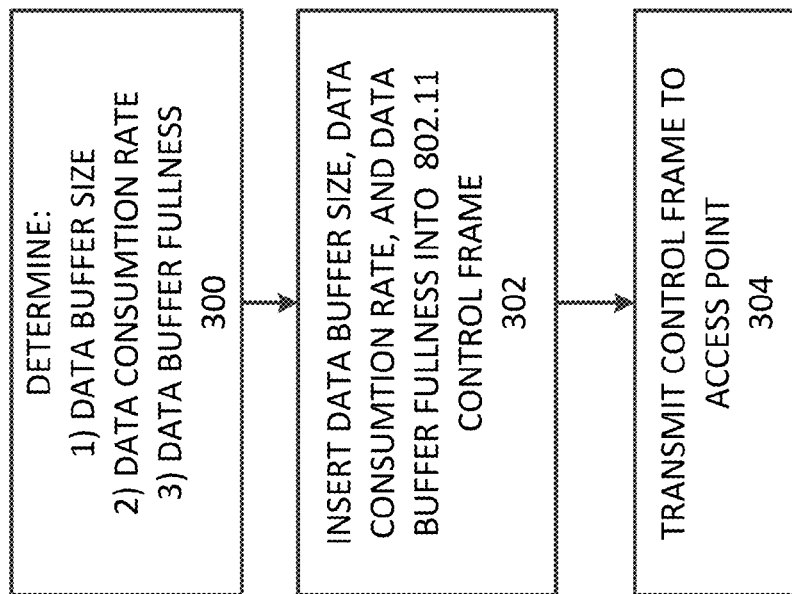 DETERMINE:
1) DATA BUFFER SIZE
2) DATA CONSUMTION RATE
3) DATA BUFFER FULLNESS
300
INSERT DATA BUFFER SIZE, DATA
CONSUMTION RATE, AND DATA
BUFFER FULLNESS INTO 802.11
CONTROL FRAME
302
TRANSMIT CONTROL FRAME TO
ACCESS POINT
304